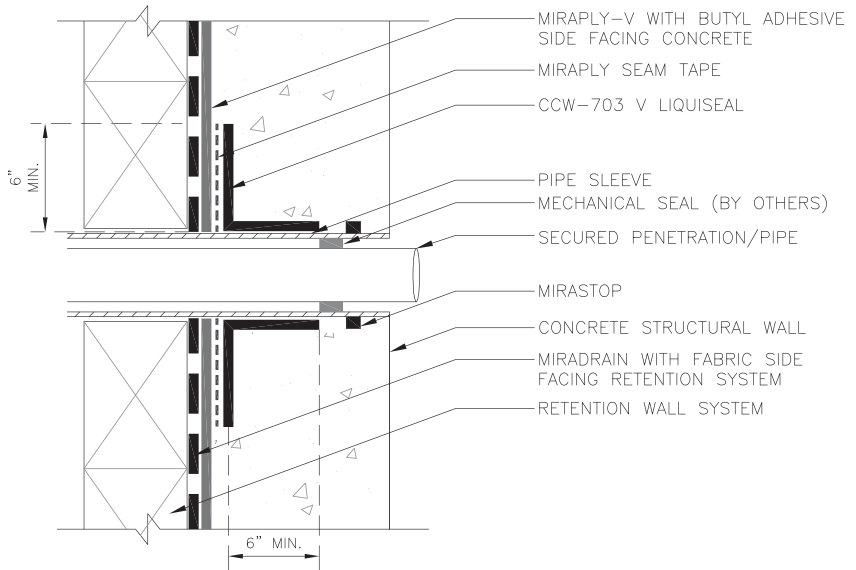 MIRAPLY-V WITH BUTYL ADHESIVE
SIDE FACING CONCRETE
MIRAPLY SEAM TAPE
CCW-703 V LIQUISEAL
6" MIN.
PIPE SLEEVE
MECHANICAL SEAL (BY OTHERS)
SECURED PENETRATION/PIPE
MIRASTOP
CONCRETE STRUCTURAL WALL
MIRADRAIN WITH FABRIC SIDE
FACING RETENTION SYSTEM
RETENTION WALL SYSTEM
6" MIN.